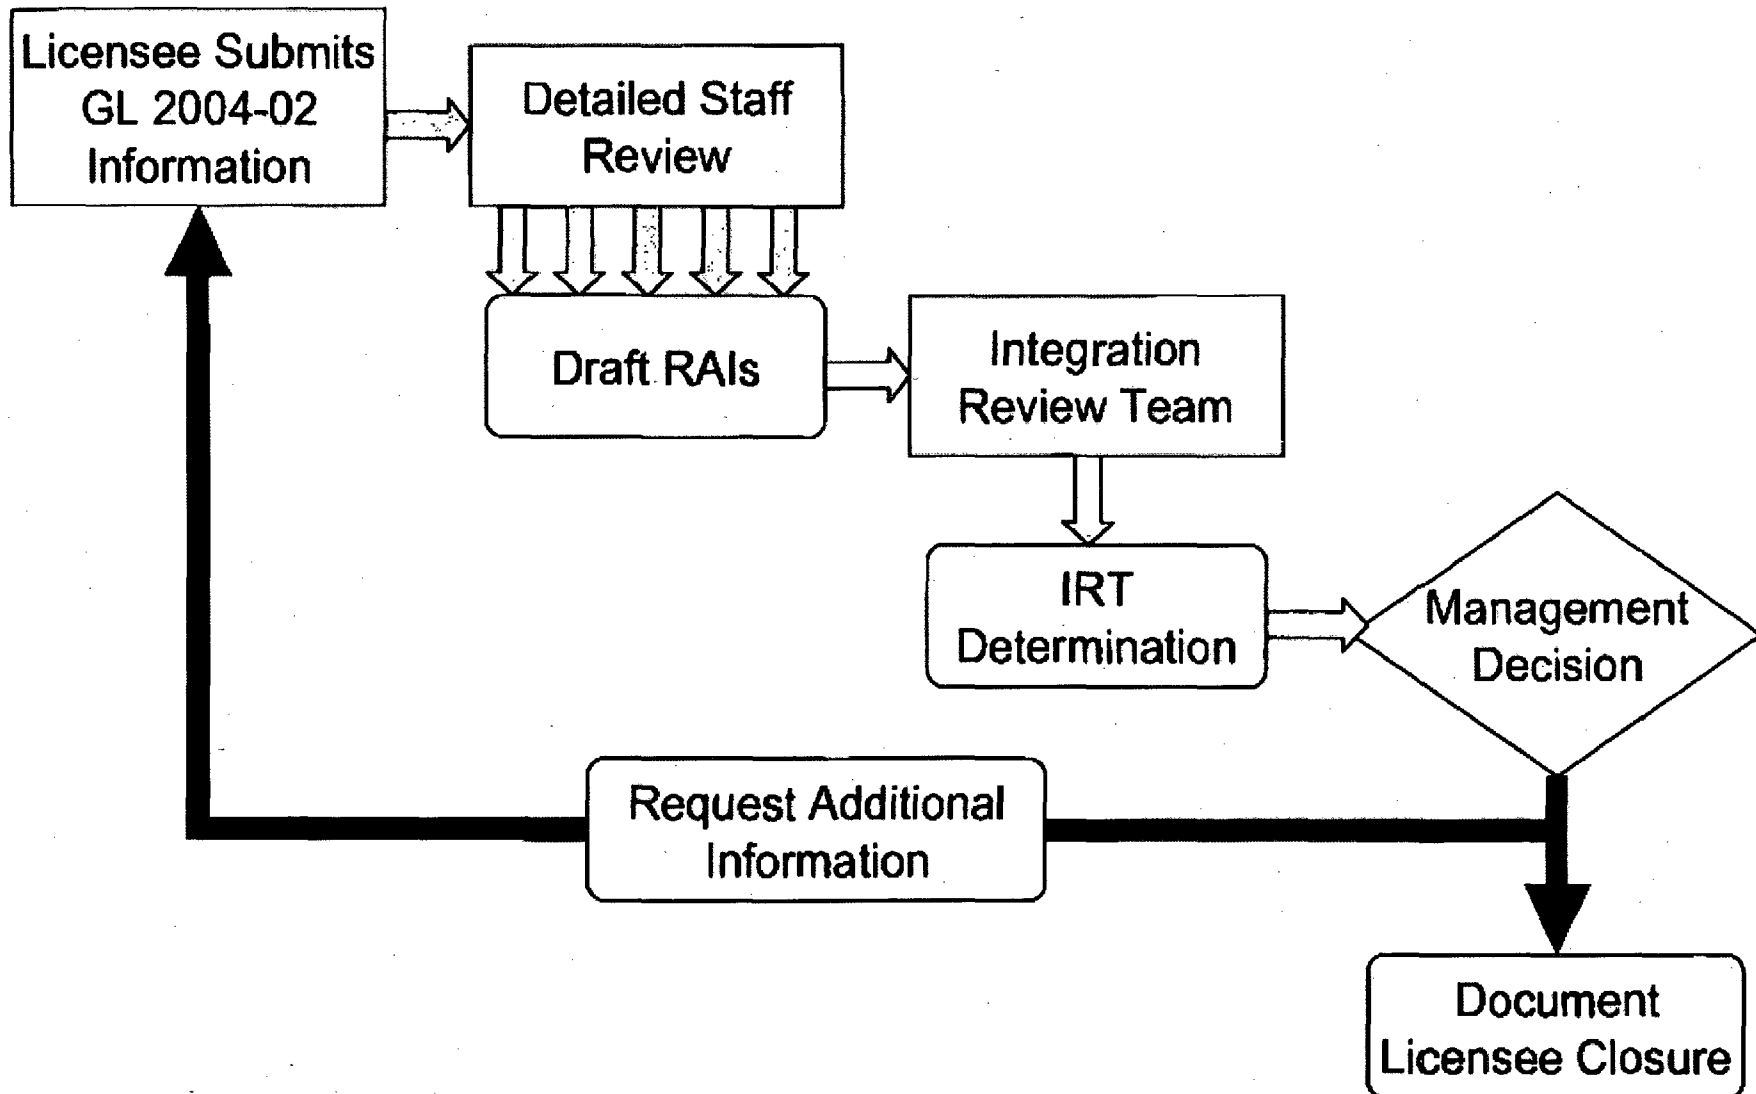 Licensee Submits
GL 2004-02
Information
Detailed Staff
Review
Draft RAIs
Integration
Review Team
IRT
Determination
Management
Decision
Request Additional
Information
Document
Licensee Closure